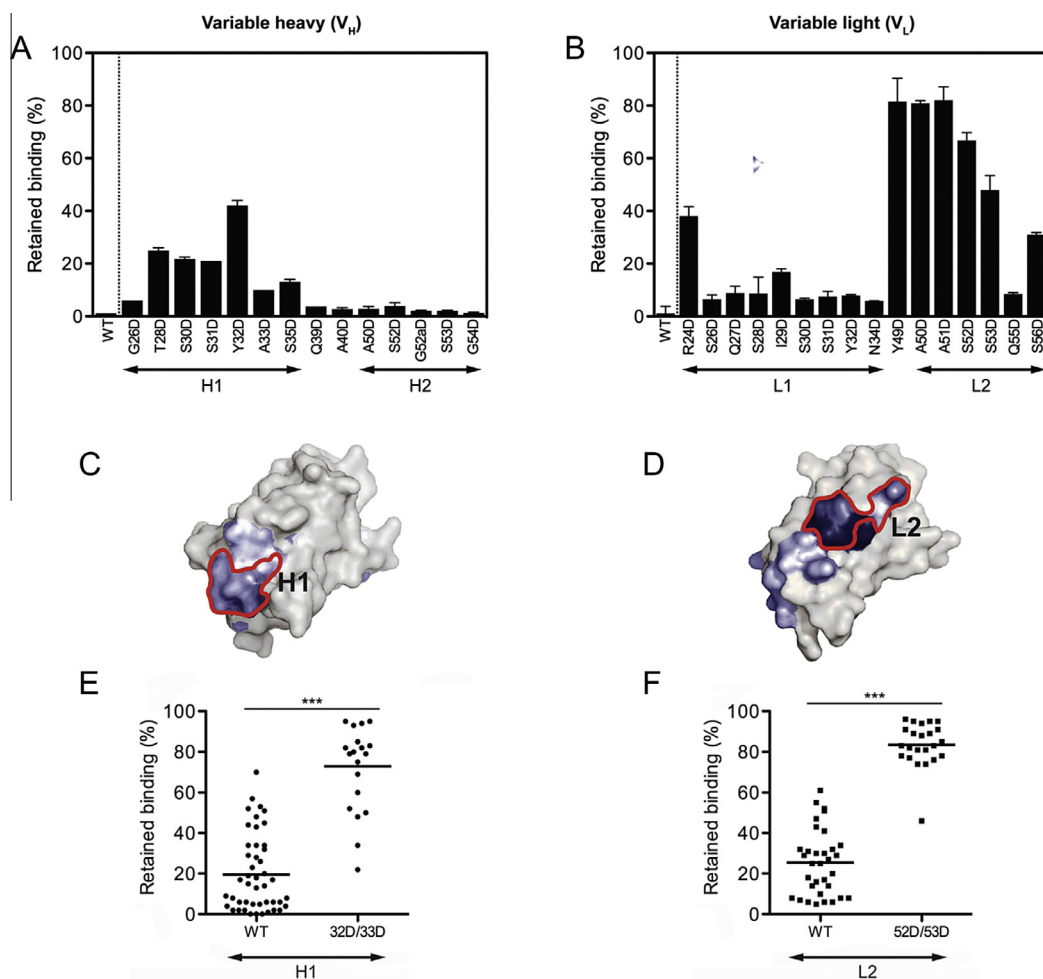 Variable heavy (VH)
A
Retained binding (%)
100
80
60
40
20
0
WT
G26D
T28D
S30D
S31D
Y32D
A33D
S35D
Q39D
A40D
A50D
S52D
G52aD
S53D
G54D
H1
H2
Variable light (VL)
B
Retained binding (%)
100
80
60
40
20
0
WT
R24D
S26D
Q27D
S28D
I29D
S30D
S31D
Y32D
N34D
Y49D
A50D
A51D
S52D
S53D
Q55D
S56D
L1
L2
C
H1
D
L2
E
Retained binding (%)
100
80
60
40
20
0
***
WT
32D/33D
H1
F
Retained binding (%)
100
80
60
40
20
0
***
WT
52D/53D
L2